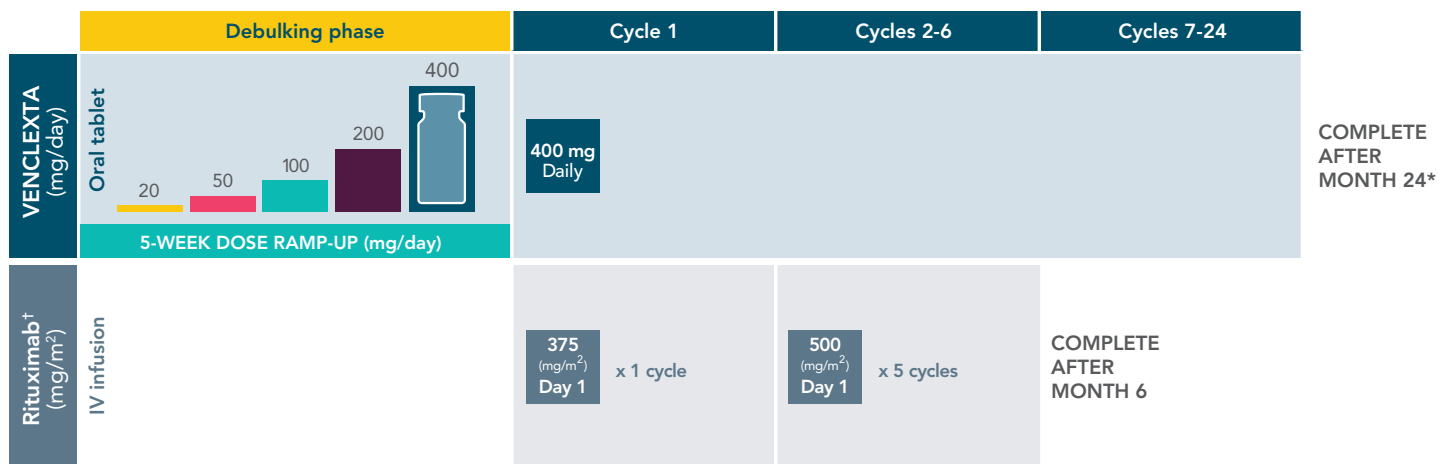 Debulking phase
Cycle 1
Cycles 2-6
Cycles 7-24
VENCLEXTA
(mg/day)
Oral tablet
20
50
100
200
400
5-WEEK DOSE RAMP-UP (mg/day)
400 mg
Daily
COMPLETE
AFTER
MONTH 24*
Rituximab†
(mg/m²)
IV infusion
375
(mg/m²)
Day 1
x 1 cycle
500
(mg/m²)
Day 1
x 5 cycles
COMPLETE
AFTER
MONTH 6